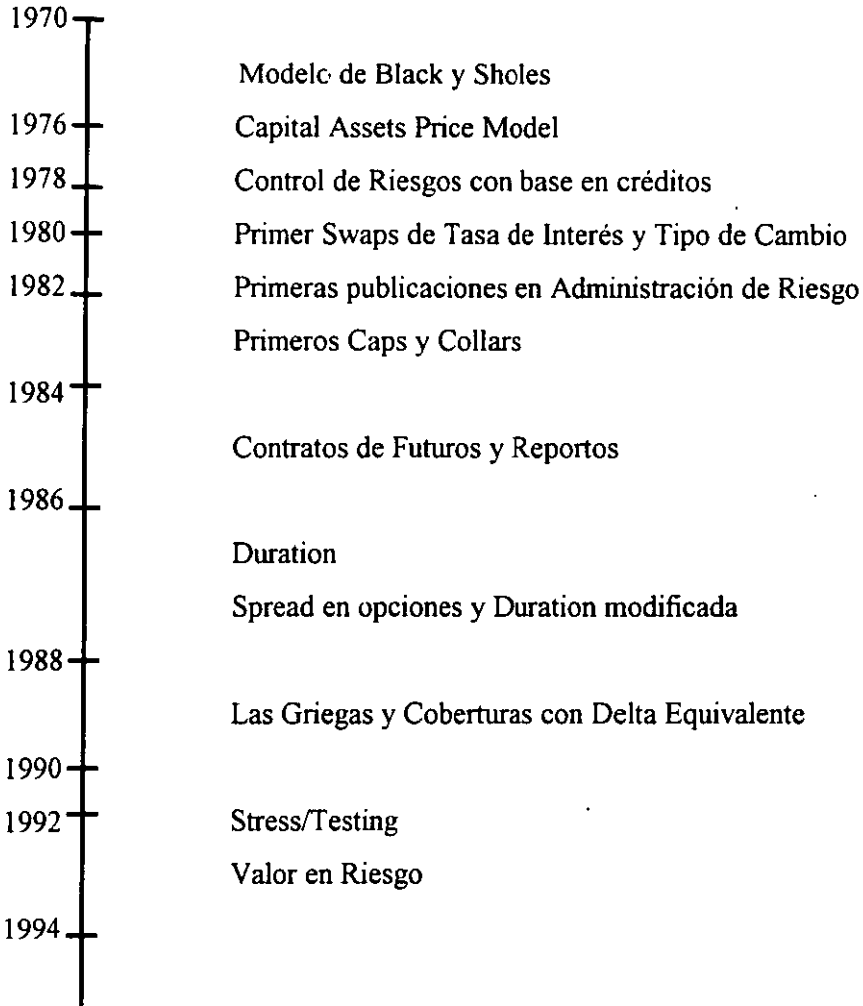 1970
Modelo de Black y Sholes
1976 Capital Assets Price Model
1978 Control de Riesgos con base en créditos
1980 Primer Swaps de Tasa de Interés y Tipo de Cambio
1982 Primeras publicaciones en Administración de Riesgo
Primeros Caps y Collars
1984
Contratos de Futuros y Reportos
1986
Duration
Spread en opciones y Duration modificada
1988
Las Griegas y Coberturas con Delta Equivalente
1990
1992 Stress/Testing
Valor en Riesgo
1994